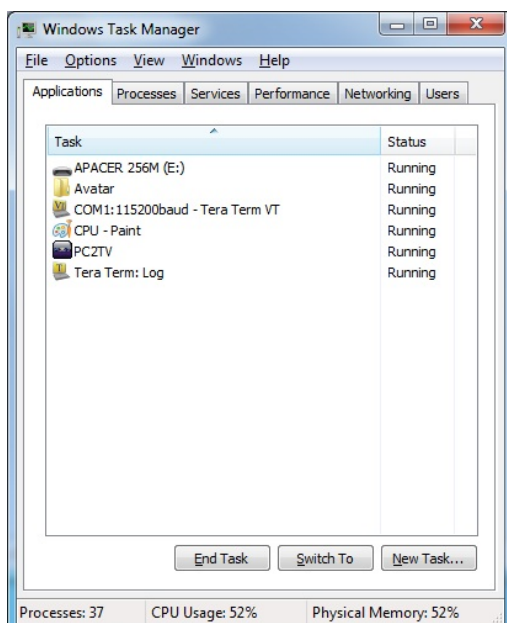 Windows Task Manager
File Options View Windows Help
Applications Processes Services Performance Networking Users
Task Status
APACER 256M (E:) Running
Avatar Running
COM1:115200baud - Tera Term VT Running
CPU - Paint Running
PC2TV Running
Tera Term: Log Running
End Task Switch To New Task...
Processes: 37 CPU Usage: 52% Physical Memory: 52%